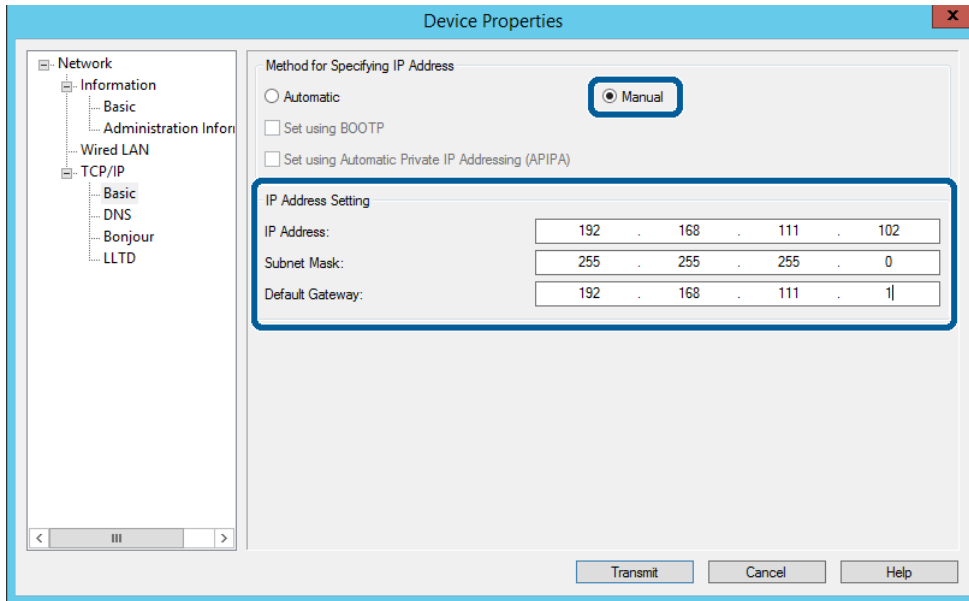 Device Properties
x
Network
Information
Basic
Administration Infor
Wired LAN
TCP/IP
Basic
DNS
Bonjour
LLTD
Method for Specifying IP Address
Automatic
Manual
Set using BOOTP
Set using Automatic Private IP Addressing (APIPA)
IP Address Setting
IP Address: 192 . 168 . 111 . 102
Subnet Mask: 255 . 255 . 255 . 0
Default Gateway: 192 . 168 . 111 . 1
Transmit Cancel Help